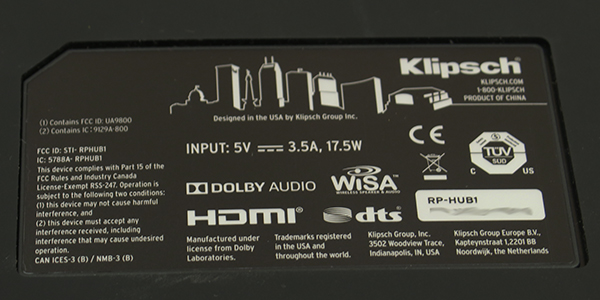 Klipsch
KLIPSCH.COM
1-800-KLIPSCH
PRODUCT OF CHINA
Designed in the USA by Klipsch Group Inc.
(1) Contains FCC ID: UA9800
(2) Contains IC: 9129A-800
FCC ID: STI- RPHUB1
IC: 5788A- RPHUB1
This device complies with Part 15 of the
FCC Rules and Industry Canada
License-Exempt RSS-247. Operation is
subject to the following two conditions:
(1) this device may not cause harmful
interference, and
(2) this device must accept any
interference received, including
interference that may cause undesired
operation.
CAN ICES-3 (B) / NMB-3 (B)
INPUT: 5V 3.5A, 17.5W
DOLBY AUDIO
WiSA
WIRELESS SPEAKER & AUDIO
HDMI
dts
CE
TÜV
SÜD
C US
RP-HUB1
Manufactured under
license from Dolby
Laboratories.
Trademarks registered
in the USA and
throughout the world.
Klipsch Group, Inc.
3502 Woodview Trace,
Indianapolis, IN, USA
Klipsch Group Europe B.V.,
Kapteynstraat 1,2201 BB
Noordwijk, the Netherlands